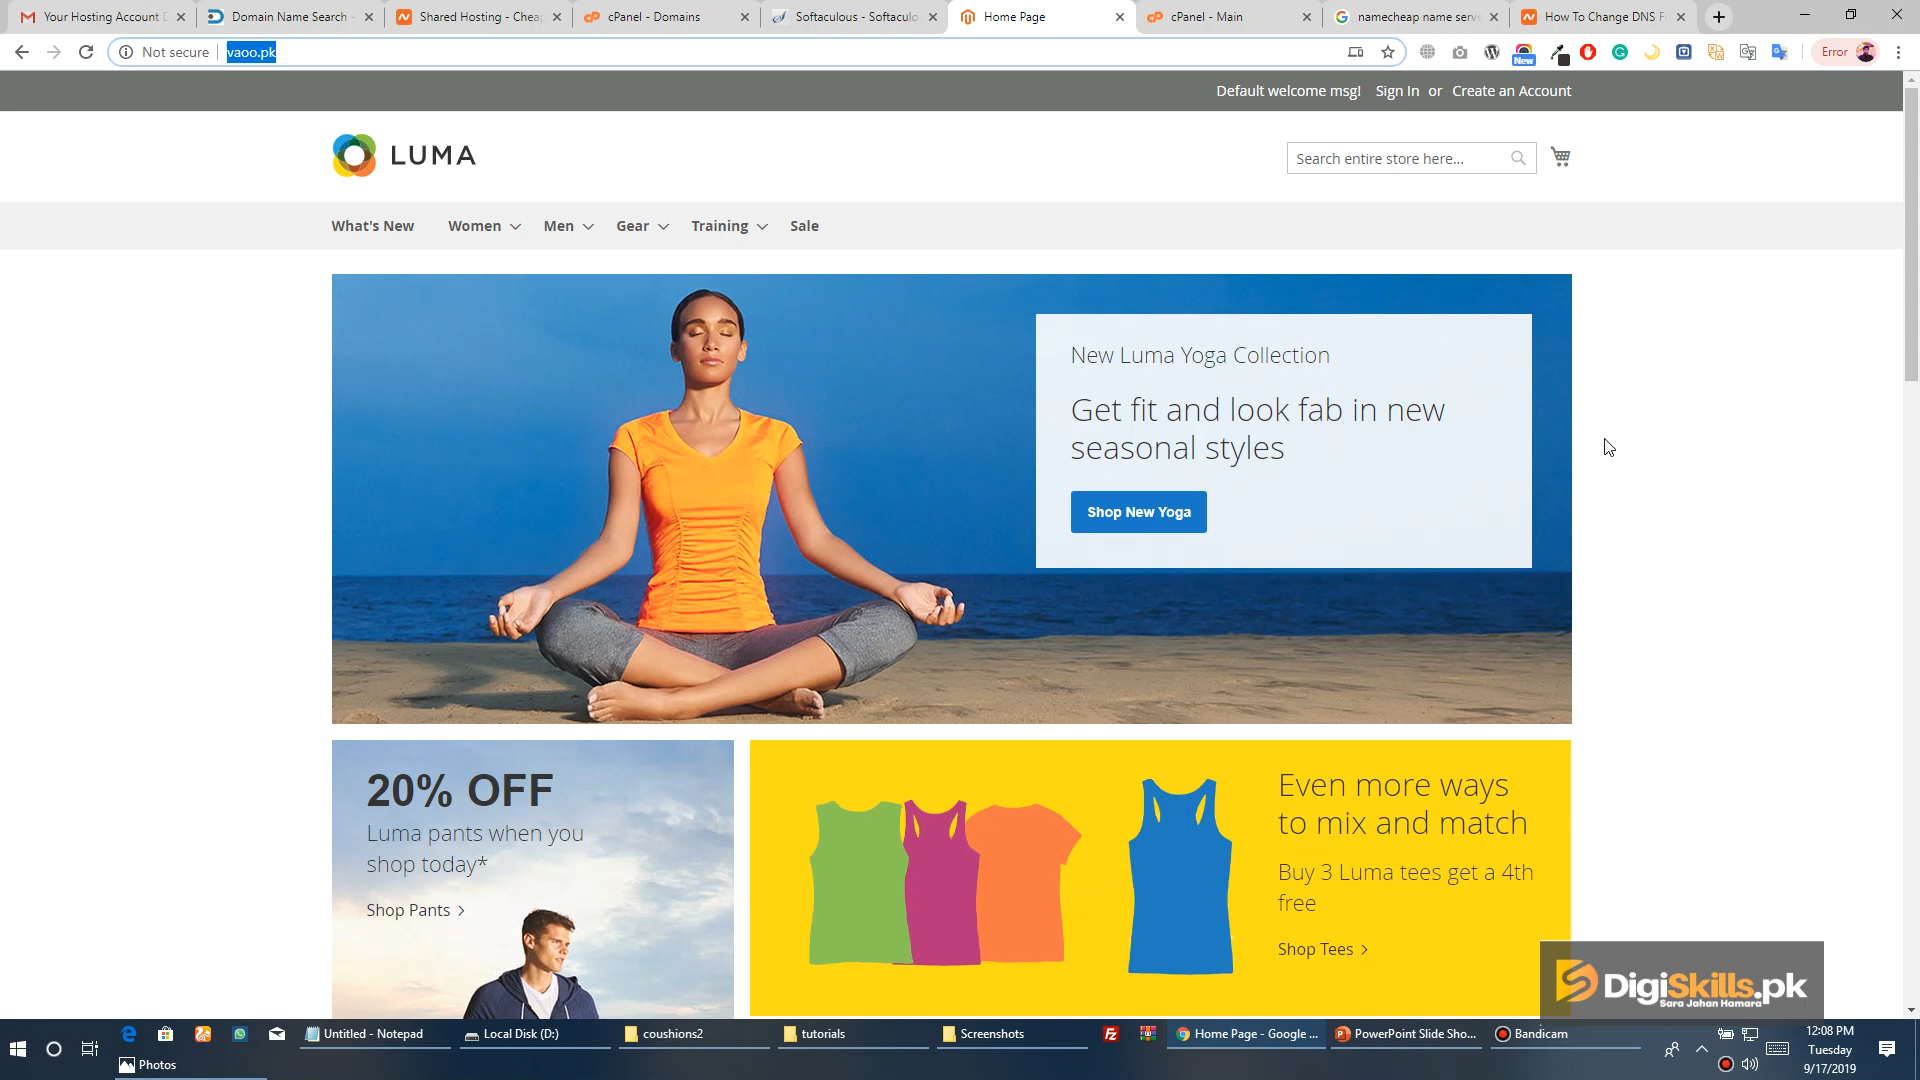 Your Hosting Account D
Domain Name Search -
Shared Hosting - Cheap
cPanel - Domains
Softaculous - Softaculo
Home Page
cPanel - Main
namecheap name serve
How To Change DNS F
Not secure
vaoo.pk
New
Error
Default welcome msg! Sign In or Create an Account
LUMA
Search entire store here...
What's New Women Men Gear Training Sale
New Luma Yoga Collection
Get fit and look fab in new
seasonal styles
Shop New Yoga
20% OFF
Luma pants when you
shop today*
Shop Pants >
Even more ways
to mix and match
Buy 3 Luma tees get a 4th
free
Shop Tees >
DigiSkills.pk
Sara Jahan Hamara
Untitled - Notepad
Local Disk (D:)
coushions2
tutorials
Screenshots
Home Page - Google ...
PowerPoint Slide Sho...
Bandicam
Photos
12:08 PM
Tuesday
9/17/2019